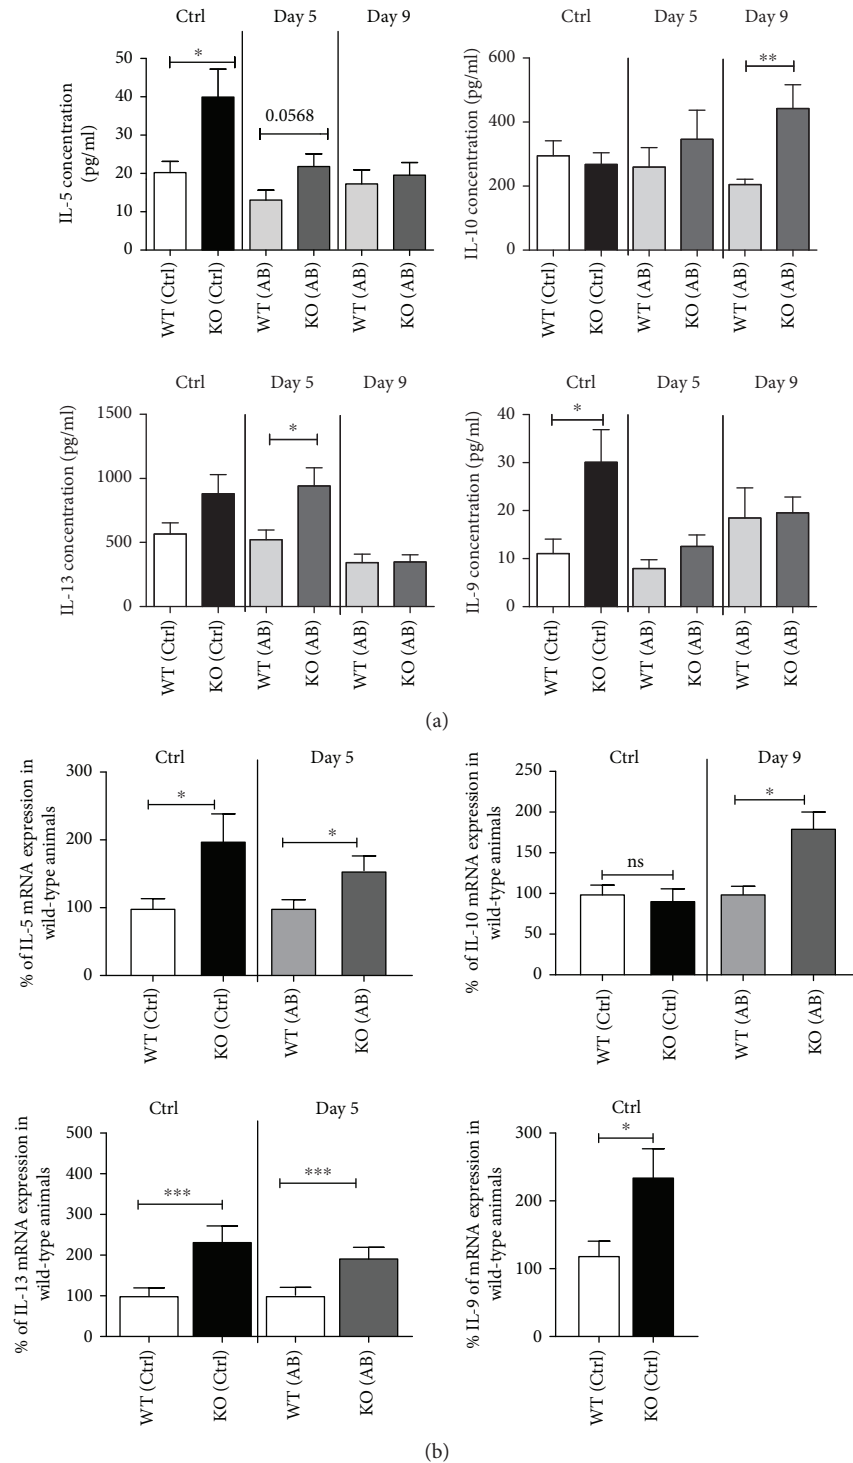 Ctrl Day 5 Day 9
IL-5 concentration
(pg/ml)
50
40
30
20
10
0
*
0.0568
WT (Ctrl)
KO (Ctrl)
WT (AB)
KO (AB)
WT (AB)
KO (AB)
Ctrl Day 5 Day 9
IL-10 concentration (pg/ml)
600
400
200
0
**
WT (Ctrl)
KO (Ctrl)
WT (AB)
KO (AB)
WT (AB)
KO (AB)
Ctrl Day 5 Day 9
IL-13 concentration (pg/ml)
1500
1000
500
0
*
WT (Ctrl)
KO (Ctrl)
WT (AB)
KO (AB)
WT (AB)
KO (AB)
Ctrl Day 5 Day 9
IL-9 concentration (pg/ml)
40
30
20
10
0
*
WT (Ctrl)
KO (Ctrl)
WT (AB)
KO (AB)
WT (AB)
KO (AB)
(a)
Ctrl Day 5
% of IL-5 mRNA expression in
wild-type animals
300
200
100
0
*
*
WT (Ctrl)
KO (Ctrl)
WT (AB)
KO (AB)
Ctrl Day 9
% of IL-10 mRNA expression in
wild-type animals
250
200
150
100
50
0
ns
*
WT (Ctrl)
KO (Ctrl)
WT (AB)
KO (AB)
Ctrl Day 5
% of IL-13 mRNA expression in
wild-type animals
500
400
300
200
100
0
***
***
WT (Ctrl)
KO (Ctrl)
WT (AB)
KO (AB)
Ctrl
% IL-9 of mRNA expression in
wild-type animals
300
200
100
0
*
WT (Ctrl)
KO (Ctrl)
(b)